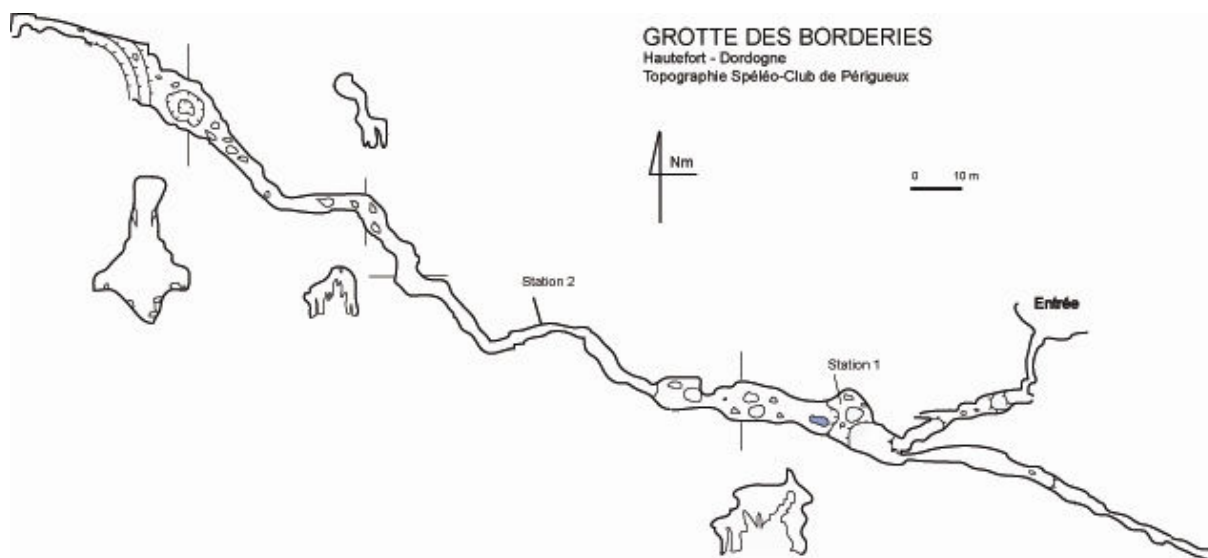 GROTTE DES BORDERIES
Hautefort - Dordogne
Topographie Spéléo-Club de Périgueux
Nm
0 10 m
Station 2
Entrée
Station 1